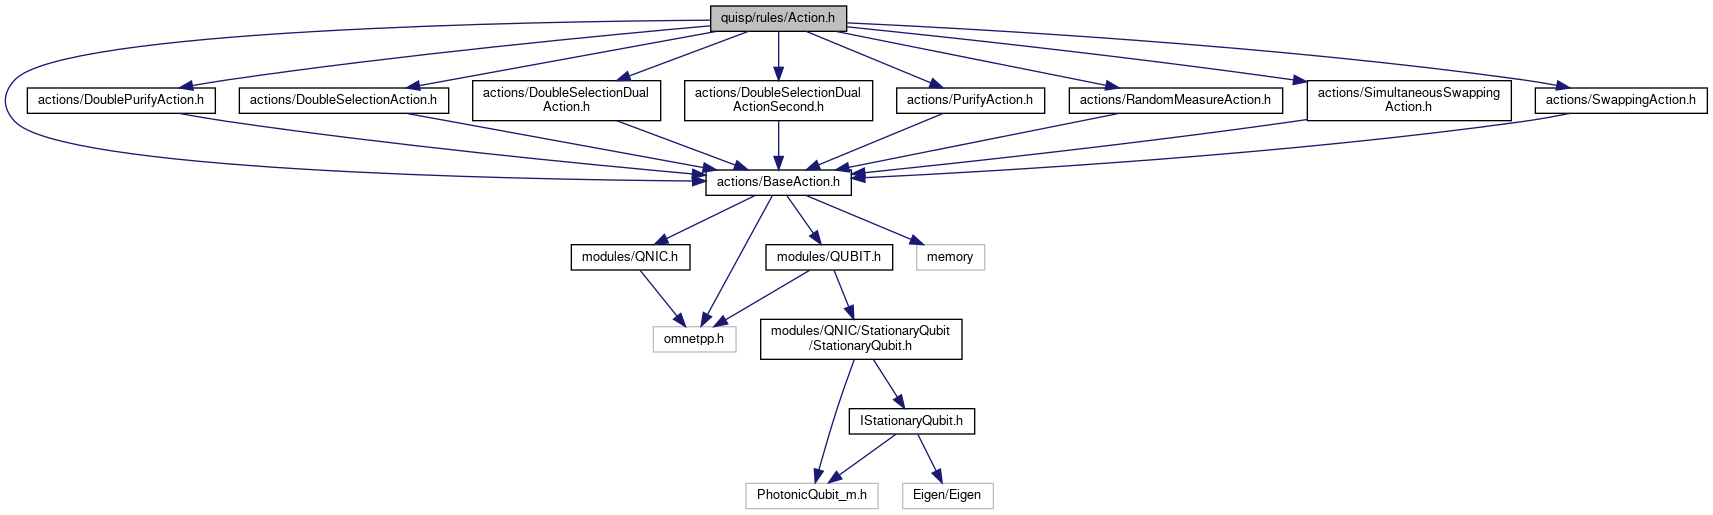 quisp/rules/Action.h
actions/DoublePurifyAction.h
actions/DoubleSelectionAction.h
actions/DoubleSelectionDual
Action.h
actions/DoubleSelectionDual
ActionSecond.h
actions/PurifyAction.h
actions/RandomMeasureAction.h
actions/SimultaneousSwapping
Action.h
actions/SwappingAction.h
actions/BaseAction.h
modules/QNIC.h
modules/QUBIT.h
memory
omnetpp.h
modules/QNIC/StationaryQubit
/StationaryQubit.h
IStationaryQubit.h
PhotonicQubit_m.h
Eigen/Eigen